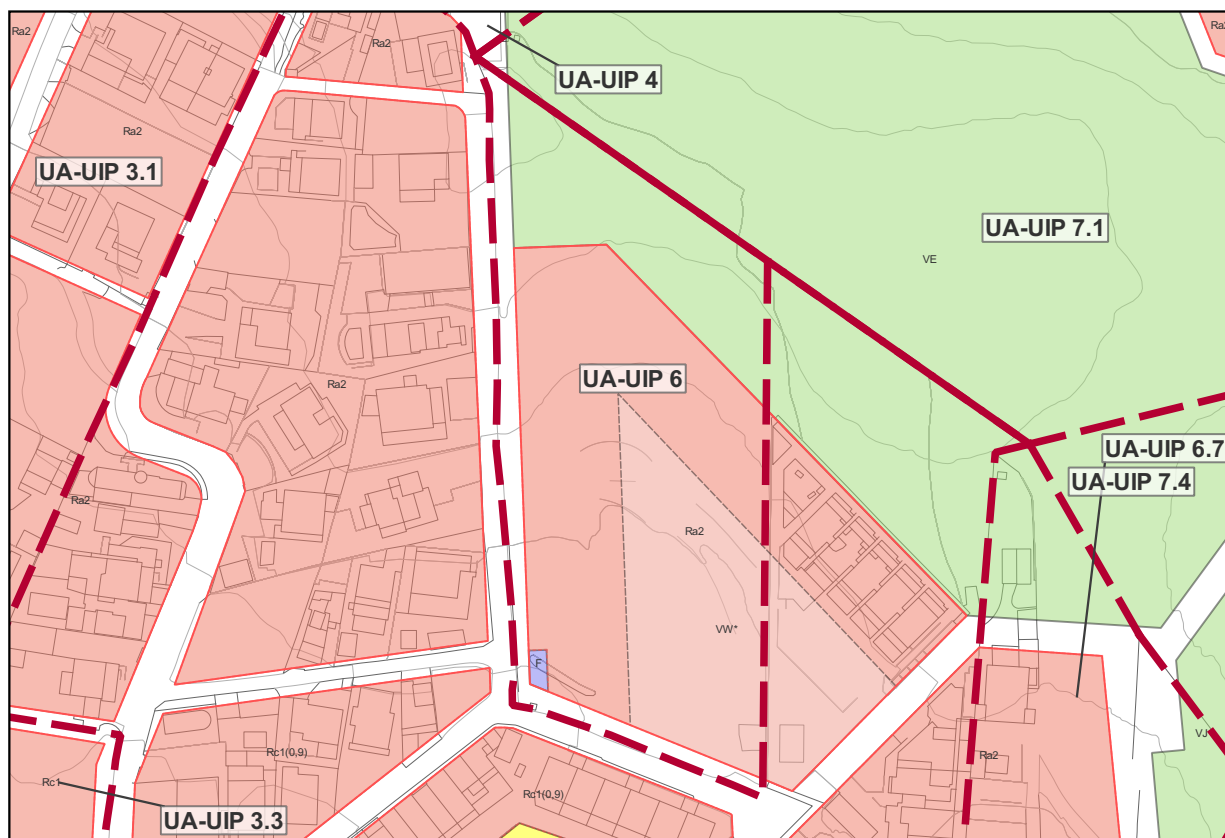 Ra2
Ra2
Ra2
UA-UIP 4
Ra2
UA-UIP 3.1
UA-UIP 7.1
VE
UA-UIP 6
Ra2
UA-UIP 6.7
UA-UIP 7.4
Ra2
Ra2
VW*
F
VJ
Rc1(0,9)
Ra2
Rc1
Rc1(0,9)
UA-UIP 3.3